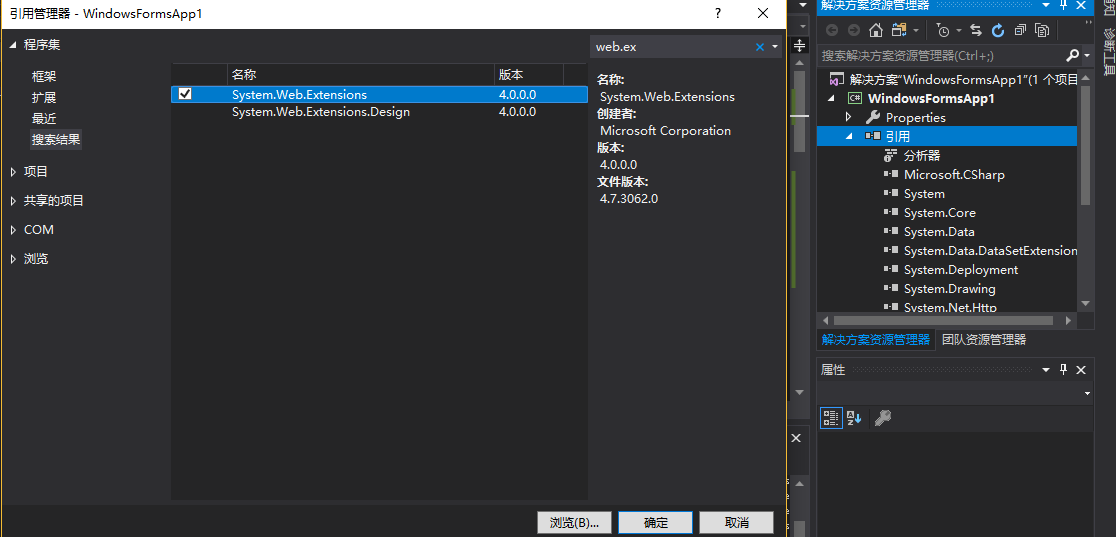 引用管理器 - WindowsFormsApp1
?
程序集
框架
扩展
最近
搜索结果
项目
共享的项目
COM
浏览
名称
版本
System.Web.Extensions
4.0.0.0
System.Web.Extensions.Design
4.0.0.0
web.ex
名称:
System.Web.Extensions
创建者:
Microsoft Corporation
版本:
4.0.0.0
文件版本:
4.7.3062.0
浏览(B)...
确定
取消
解决方案资源管理器
搜索解决方案资源管理器(Ctrl+;)
解决方案"WindowsFormsApp1"(1 个项目
C# WindowsFormsApp1
Properties
引用
分析器
Microsoft.CSharp
System
System.Core
System.Data
System.Data.DataSetExtension
System.Deployment
System.Drawing
System.Net.Http
解决方案资源管理器
团队资源管理器
属性
诊断工具